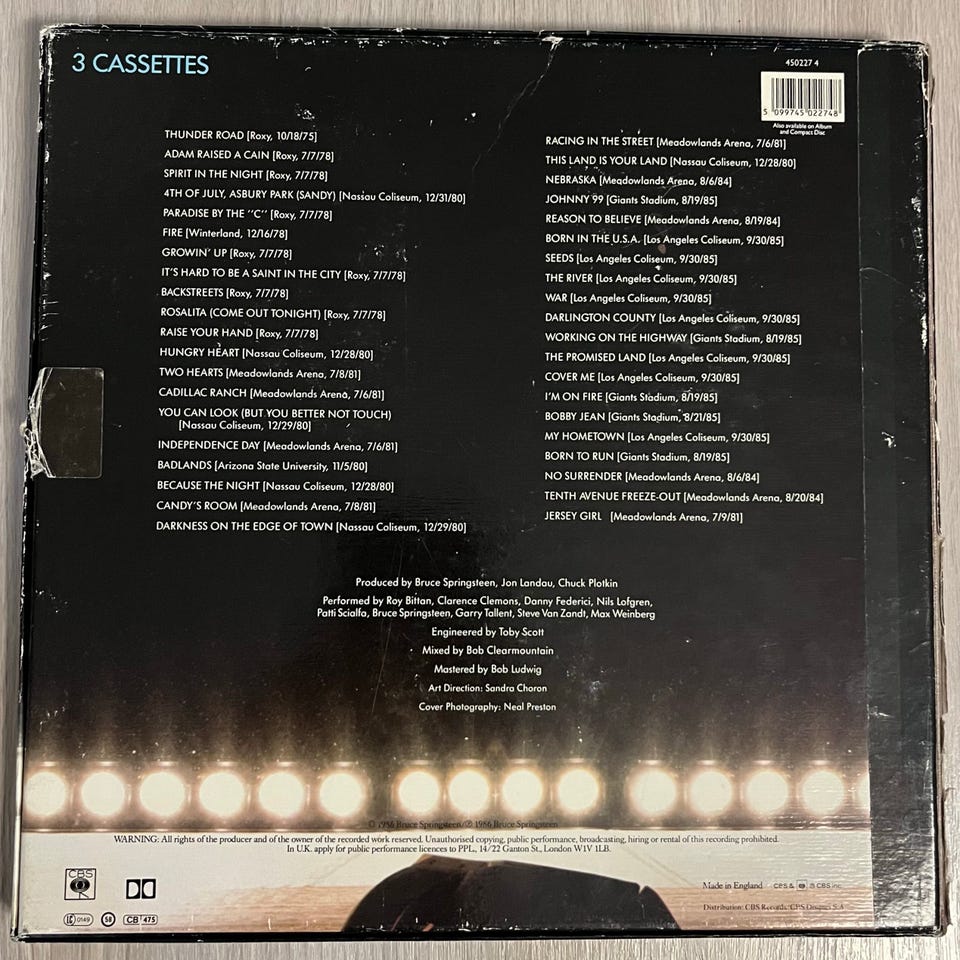 3 CASSETTES
450227 4
5 099745 022748
Also available on Album
and Compact Disc
THUNDER ROAD [Roxy, 10/18/75]
ADAM RAISED A CAIN [Roxy, 7/7/78]
SPIRIT IN THE NIGHT [Roxy, 7/7/78]
4TH OF JULY, ASBURY PARK (SANDY) [Nassau Coliseum, 12/31/80]
PARADISE BY THE "C" [Roxy, 7/7/78]
FIRE [Winterland, 12/16/78]
GROWIN' UP [Roxy, 7/7/78]
IT'S HARD TO BE A SAINT IN THE CITY [Roxy, 7/7/78]
BACKSTREETS [Roxy, 7/7/78]
ROSALITA (COME OUT TONIGHT) [Roxy, 7/7/78]
RAISE YOUR HAND [Roxy, 7/7/78]
HUNGRY HEART [Nassau Coliseum, 12/28/80]
TWO HEARTS [Meadowlands Arena, 7/8/81]
CADILLAC RANCH [Meadowlands Arena, 7/6/81]
YOU CAN LOOK (BUT YOU BETTER NOT TOUCH)
[Nassau Coliseum, 12/29/80]
INDEPENDENCE DAY [Meadowlands Arena, 7/6/81]
BADLANDS [Arizona State University, 11/5/80]
BECAUSE THE NIGHT [Nassau Coliseum, 12/28/80]
CANDY'S ROOM [Meadowlands Arena, 7/8/81]
DARKNESS ON THE EDGE OF TOWN [Nassau Coliseum, 12/29/80]
RACING IN THE STREET [Meadowlands Arena, 7/6/81]
THIS LAND IS YOUR LAND [Nassau Coliseum, 12/28/80]
NEBRASKA [Meadowlands Arena, 8/6/84]
JOHNNY 99 [Giants Stadium, 8/19/85]
REASON TO BELIEVE [Meadowlands Arena, 8/19/84]
BORN IN THE U.S.A. [Los Angeles Coliseum, 9/30/85]
SEEDS [Los Angeles Coliseum, 9/30/85]
THE RIVER [Los Angeles Coliseum, 9/30/85]
WAR [Los Angeles Coliseum, 9/30/85]
DARLINGTON COUNTY [Los Angeles Coliseum, 9/30/85]
WORKING ON THE HIGHWAY [Giants Stadium, 8/19/85]
THE PROMISED LAND [Los Angeles Coliseum, 9/30/85]
COVER ME [Los Angeles Coliseum, 9/30/85]
I'M ON FIRE [Giants Stadium, 8/19/85]
BOBBY JEAN [Giants Stadium, 8/21/85]
MY HOMETOWN [Los Angeles Coliseum, 9/30/85]
BORN TO RUN [Giants Stadium, 8/19/85]
NO SURRENDER [Meadowlands Arena, 8/6/84]
TENTH AVENUE FREEZE-OUT [Meadowlands Arena, 8/20/84]
JERSEY GIRL [Meadowlands Arena, 7/9/81]
Produced by Bruce Springsteen, Jon Landau, Chuck Plotkin
Performed by Roy Bittan, Clarence Clemons, Danny Federici, Nils Lofgren,
Patti Scialfa, Bruce Springsteen, Garry Tallent, Steve Van Zandt, Max Weinberg
Engineered by Toby Scott
Mixed by Bob Clearmountain
Mastered by Bob Ludwig
Art Direction: Sandra Choron
Cover Photography: Neal Preston
© 1986 Bruce Springsteen/℗ 1986 Bruce Springsteen
WARNING: All rights of the producer and of the owner of the recorded work reserved. Unauthorised copying, public performance, broadcasting, hiring or rental of this recording prohibited.
In U.K. apply for public performance licences to PPL, 14/22 Ganton St., London W1V 1LB.
CBS
LC 0149 SB CB 475
Made in England CBS & ® CBS inc.
Distribution: CBS Records/CBS Disques S.A